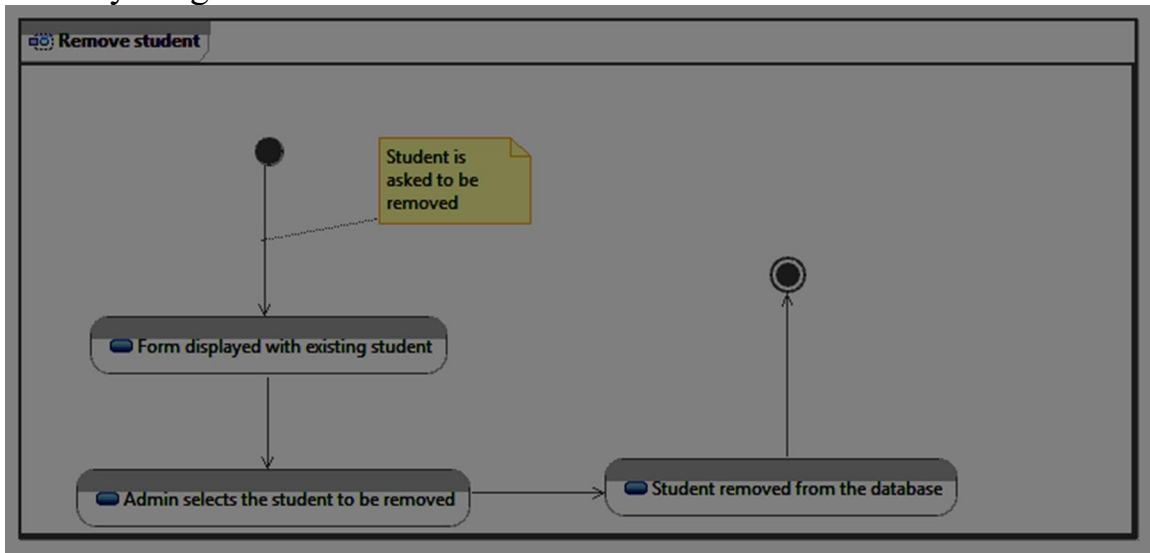 Remove student
Student is
asked to be
removed
Form displayed with existing student
Admin selects the student to be removed
Student removed from the database